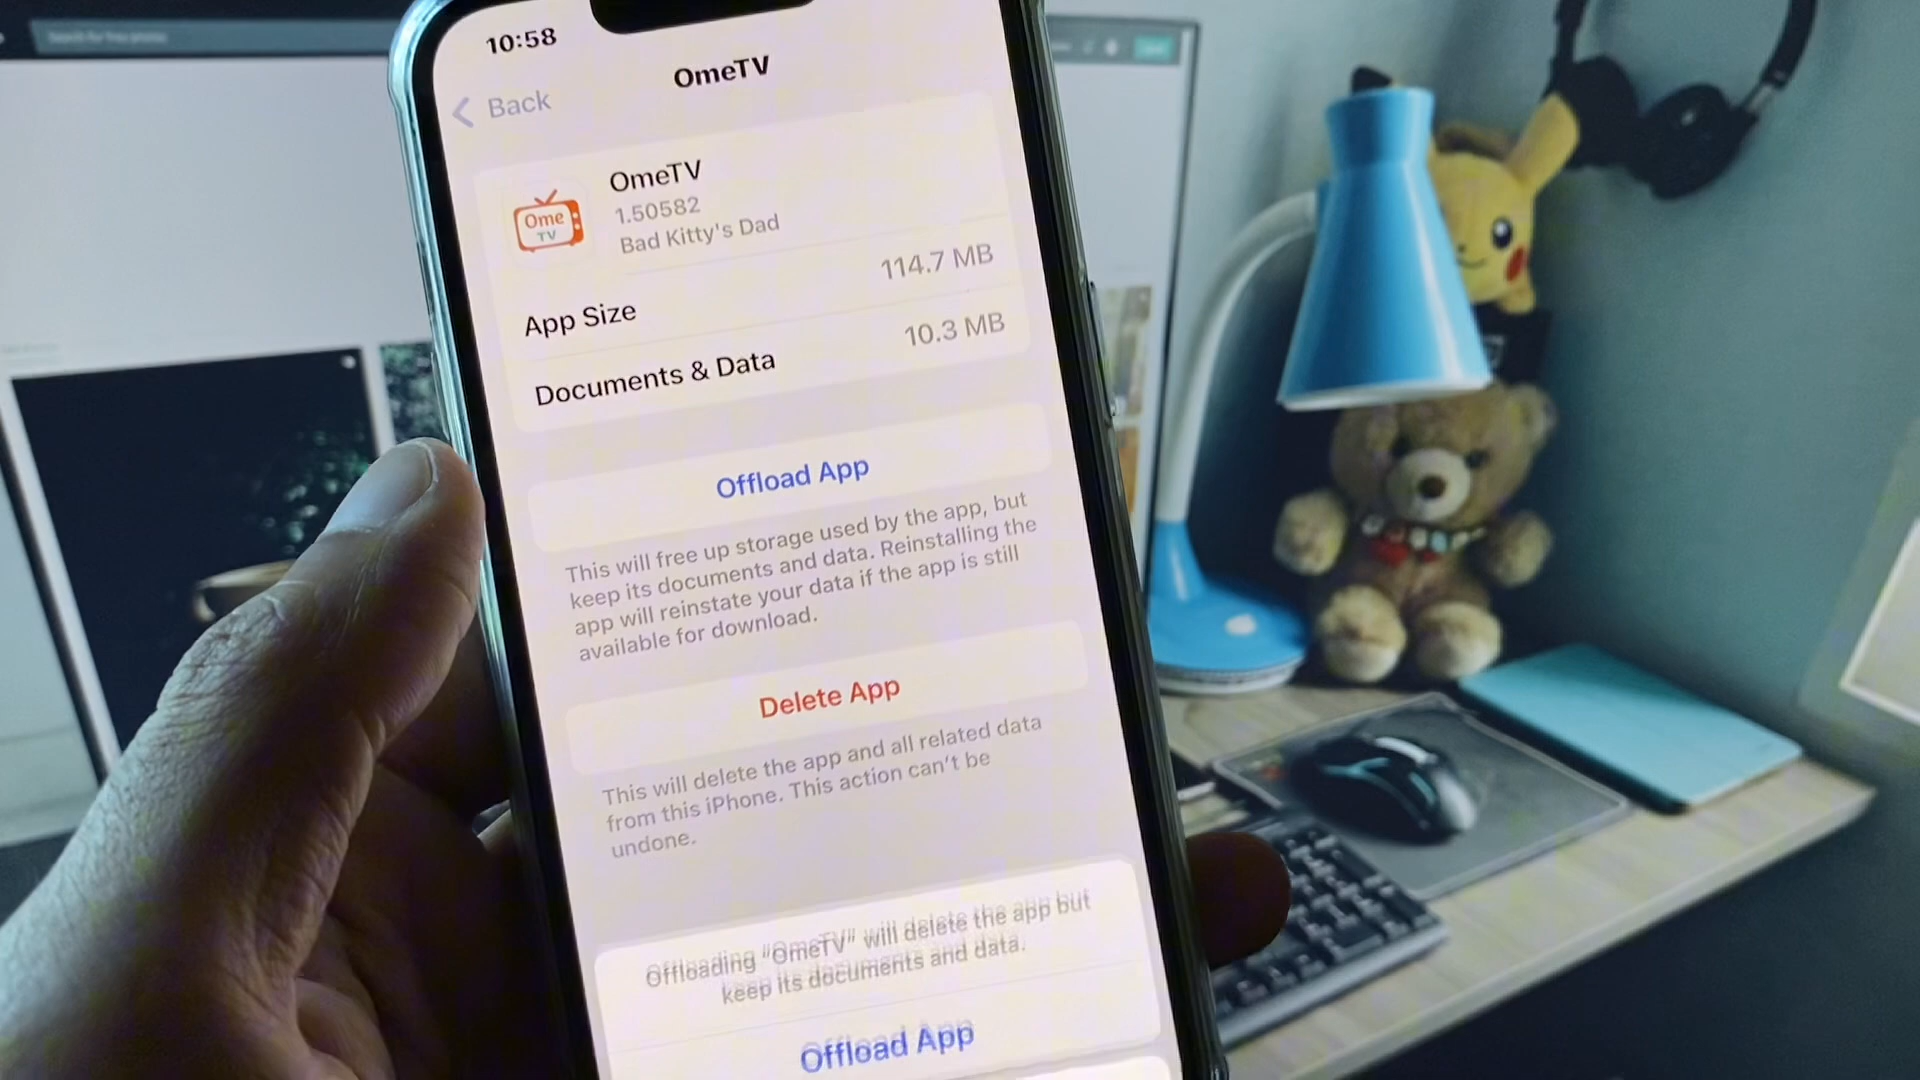 Search for free photos
10:58
OmeTV
Back
OmeTV
Ome
TV
1.50582
Bad Kitty's Dad
App Size
114.7 MB
Documents & Data
10.3 MB
Offload App
This will free up storage used by the app, but
keep its documents and data. Reinstalling the
app will reinstate your data if the app is still
available for download.
Delete App
This will delete the app and all related data
from this iPhone. This action can't be
undone.
Offloading "OmeTV" will delete the app but
keep its documents and data.
Offload App